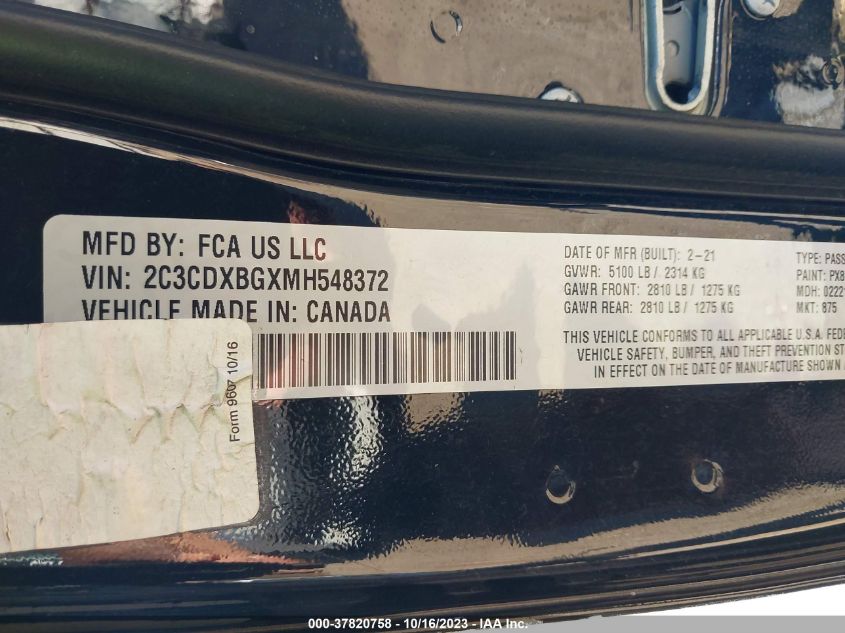 MFD BY: FCA US LLC
VIN: 2C3CDXBGXMH548372
VEHICLE MADE IN: CANADA
DATE OF MFR (BUILT): 2-21
GVWR: 5100 LB / 2314 KG
GAWR FRONT: 2810 LB / 1275 KG
GAWR REAR: 2810 LB / 1275 KG
TYPE: PASS
PAINT: PX8
MDH: 0222
MKT: 875
THIS VEHICLE CONFORMS TO ALL APPLICABLE U.S.A. FEDE
VEHICLE SAFETY, BUMPER, AND THEFT PREVENTION ST
IN EFFECT ON THE DATE OF MANUFACTURE SHOWN
Form 9607 10/16
000-37820758 - 10/16/2023 - IAA Inc.